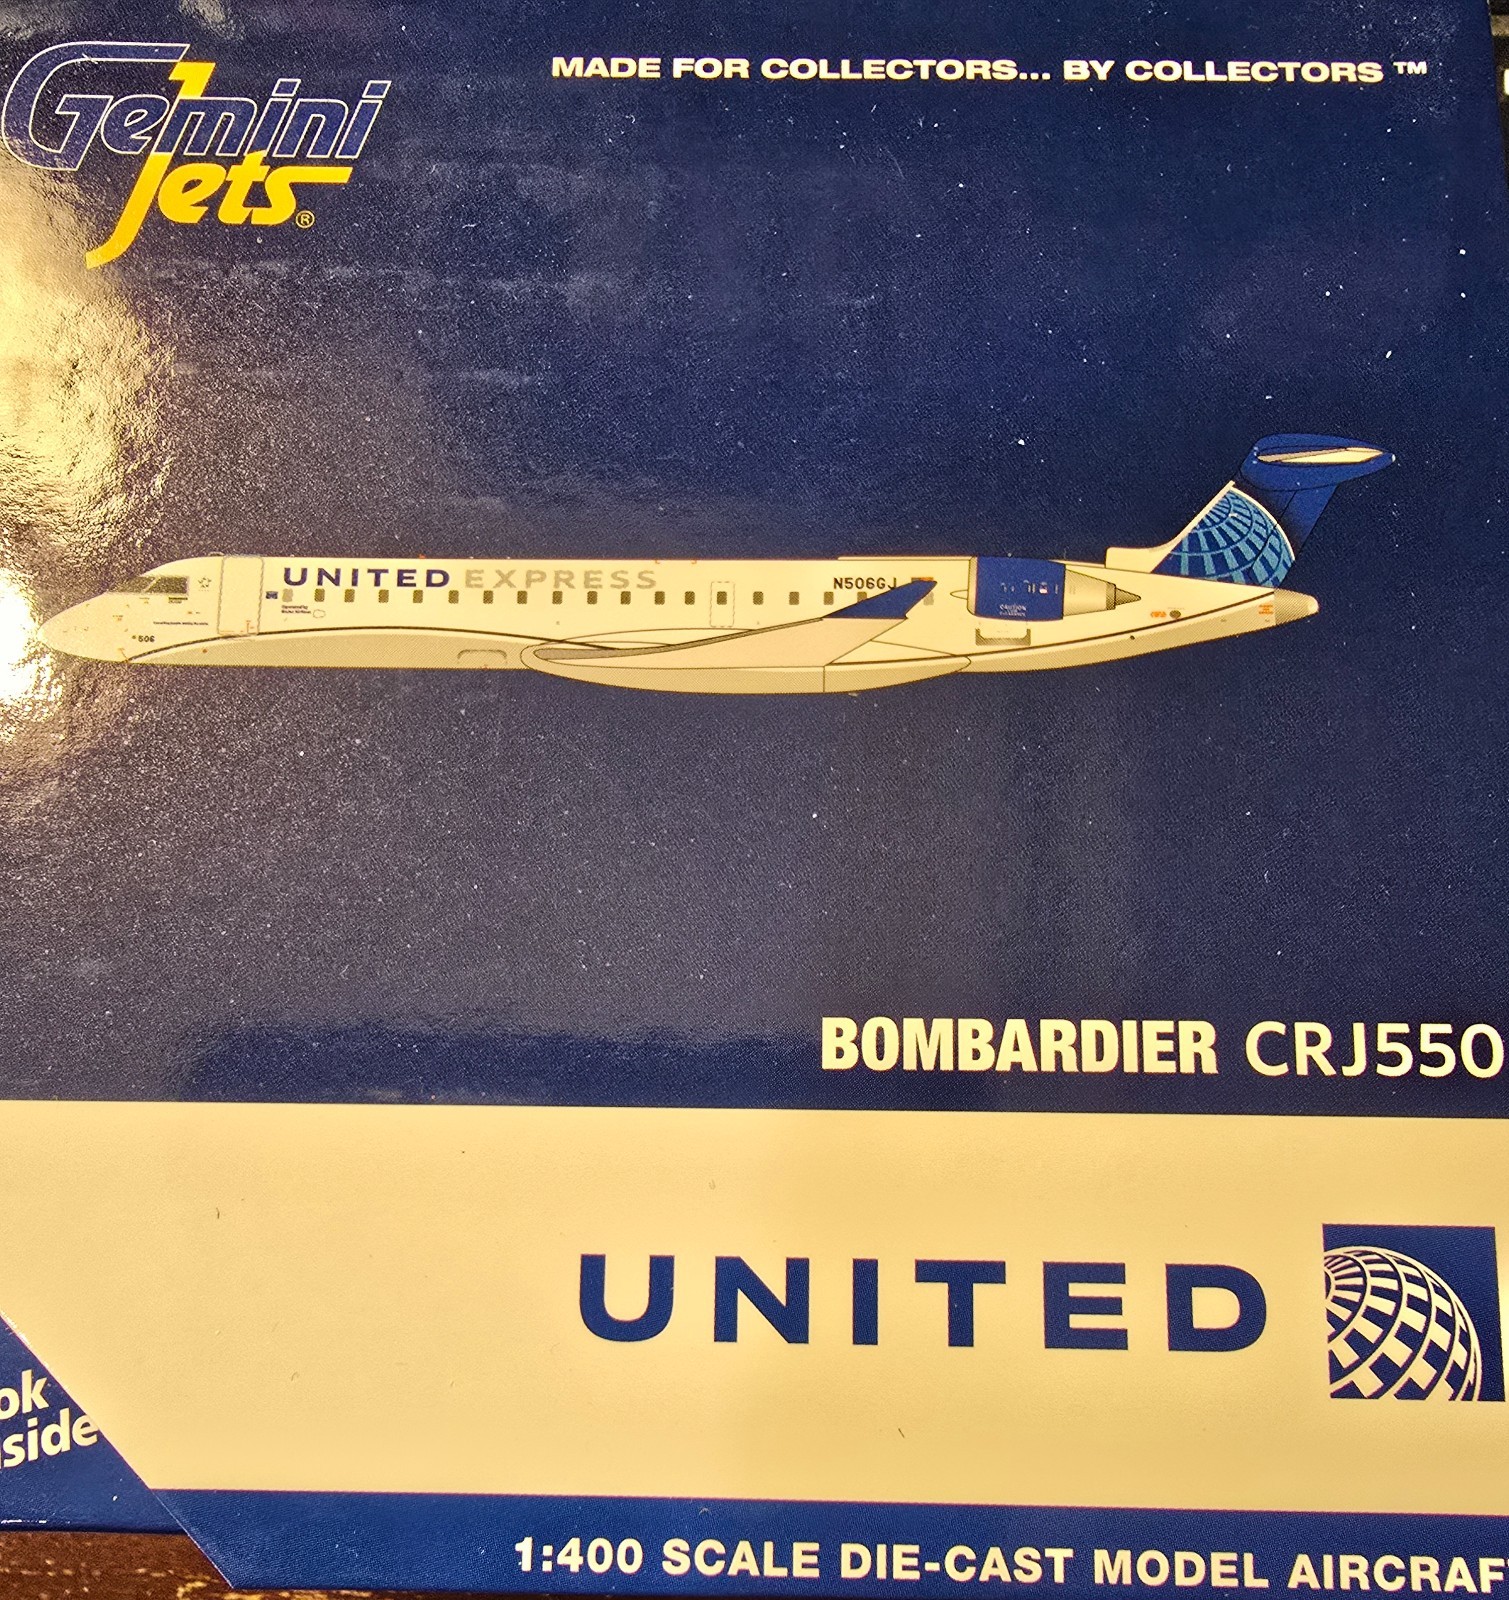 Gemini
Jets®
MADE FOR COLLECTORS... BY COLLECTORS ™
UNITED EXPRESS
N506GJ
506
CAUTION
BOMBARDIER CRJ550
UNITED
ok
side
1:400 SCALE DIE-CAST MODEL AIRCRAF